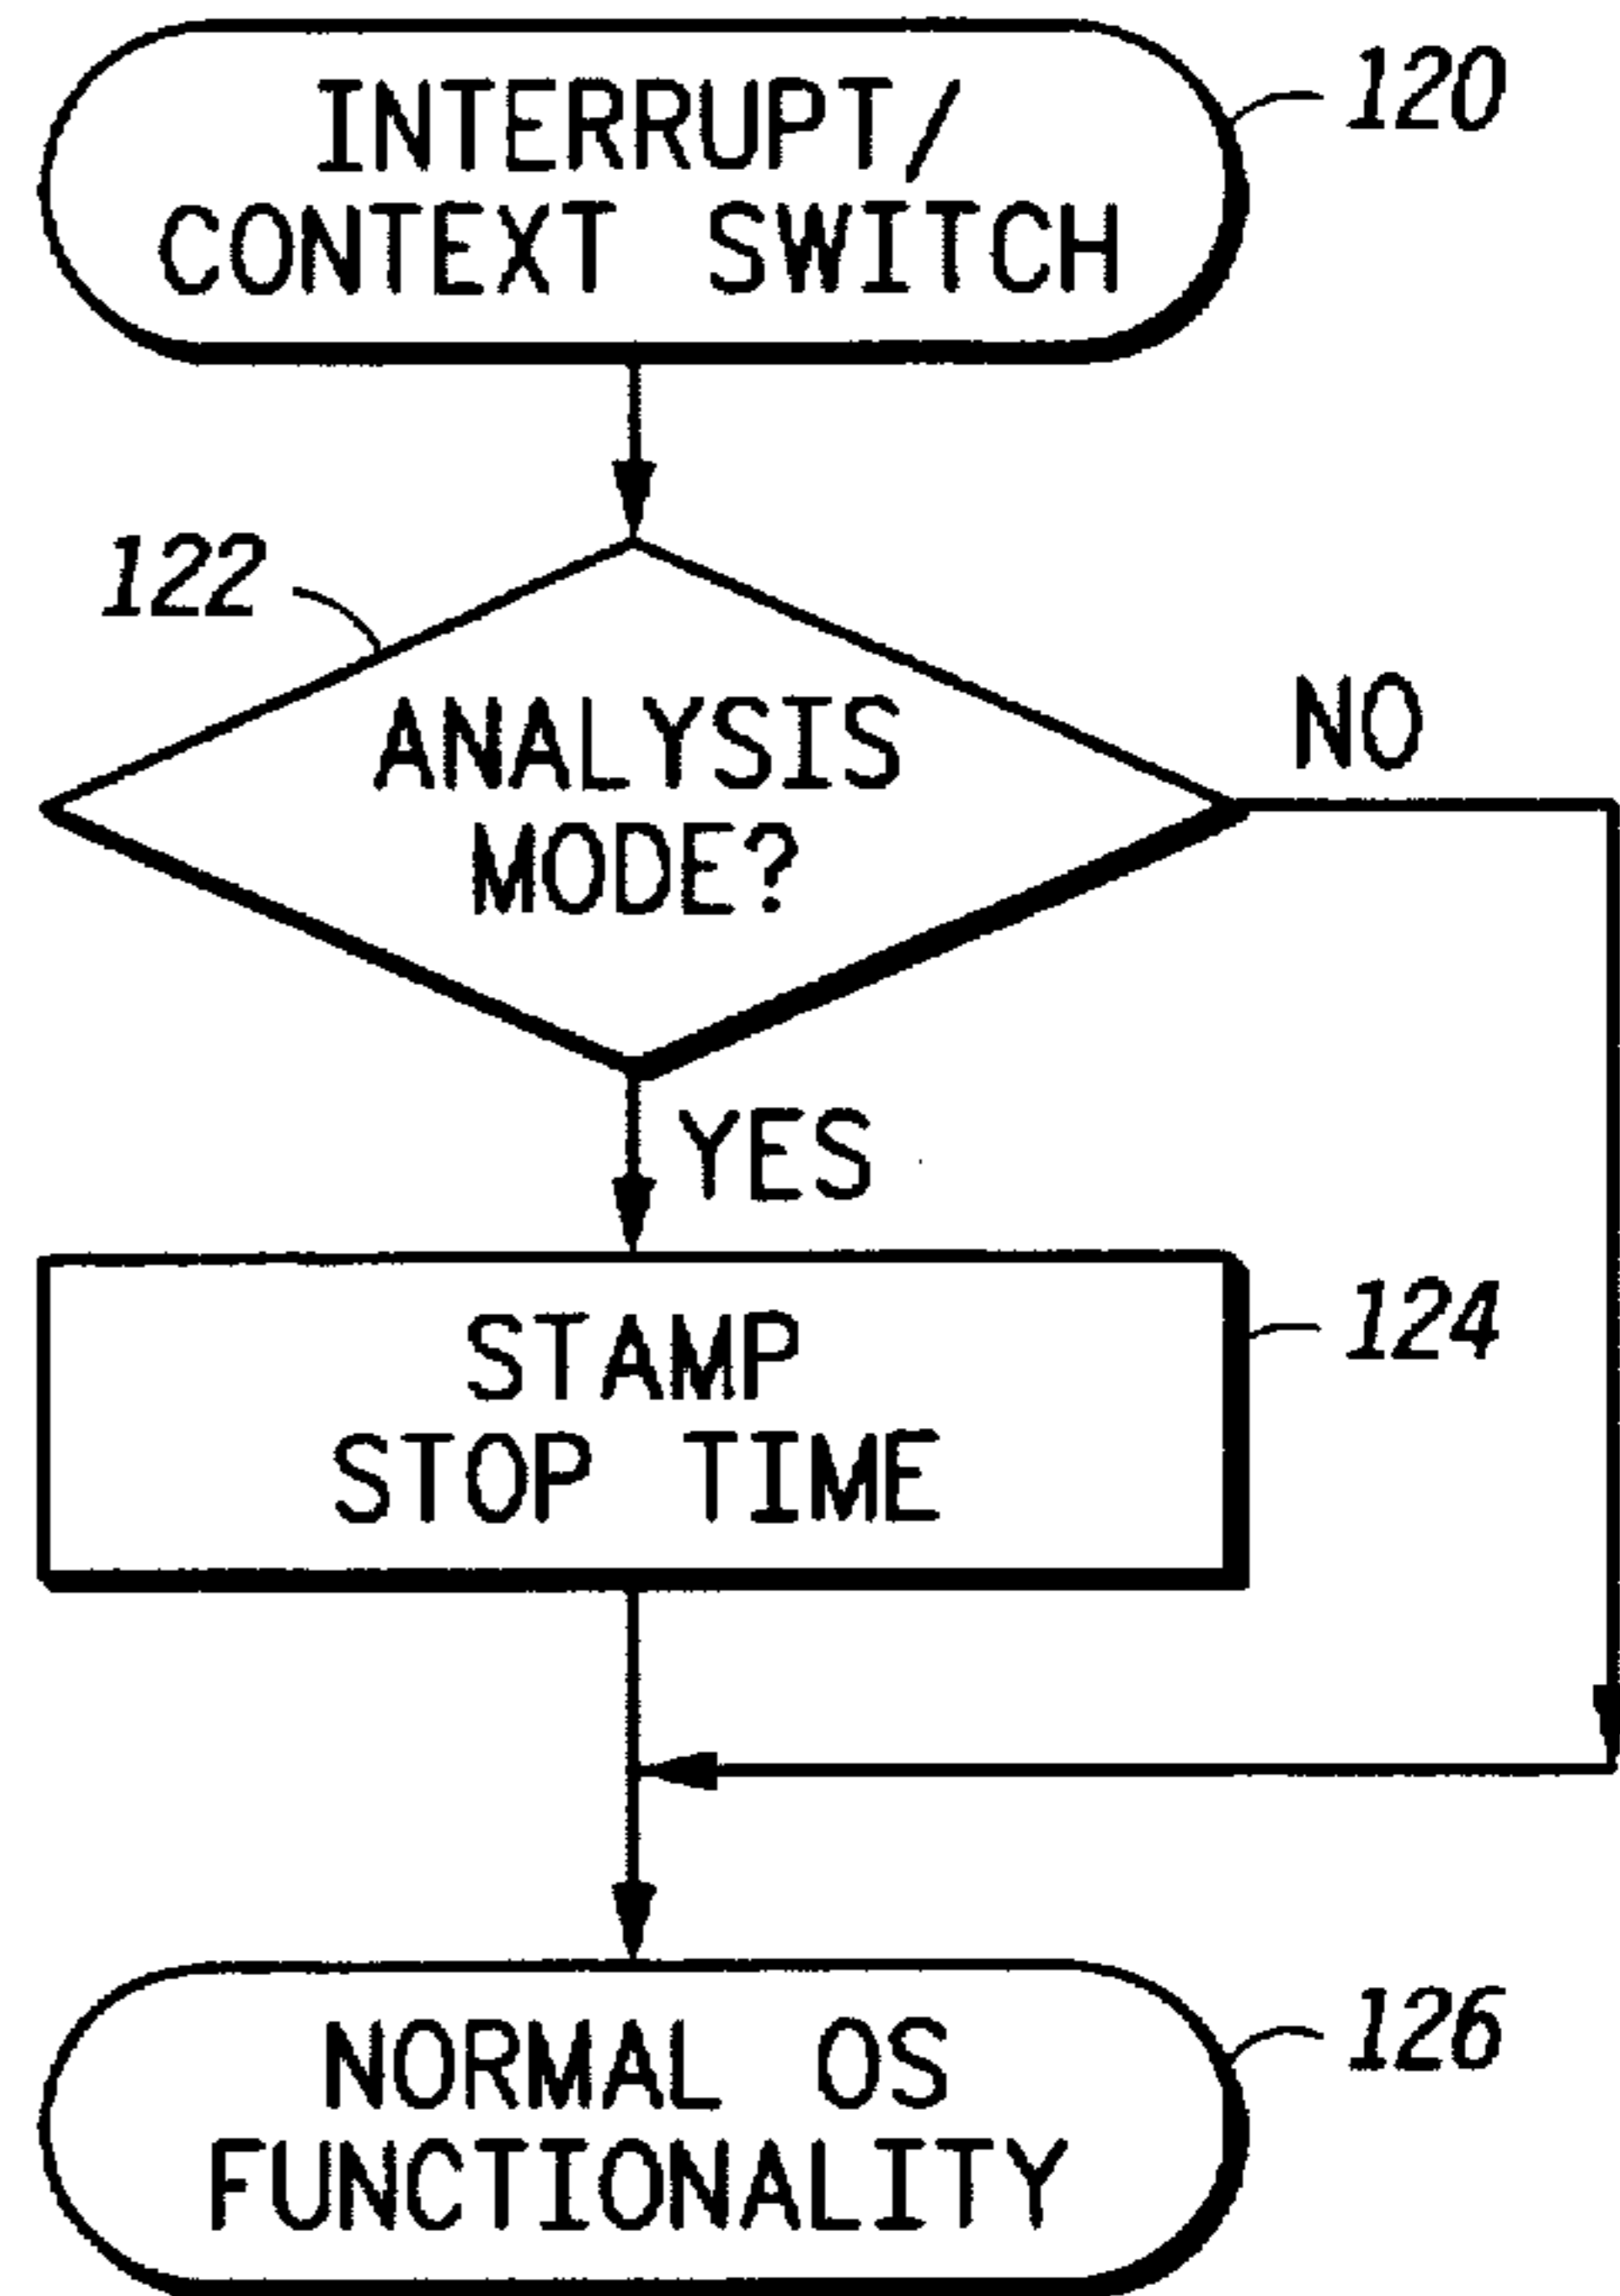 INTERRUPT/
CONTEXT SWITCH
120
122
ANALYSIS
MODE?
NO
YES
STAMP
STOP TIME
124
NORMAL OS
FUNCTIONALITY
126